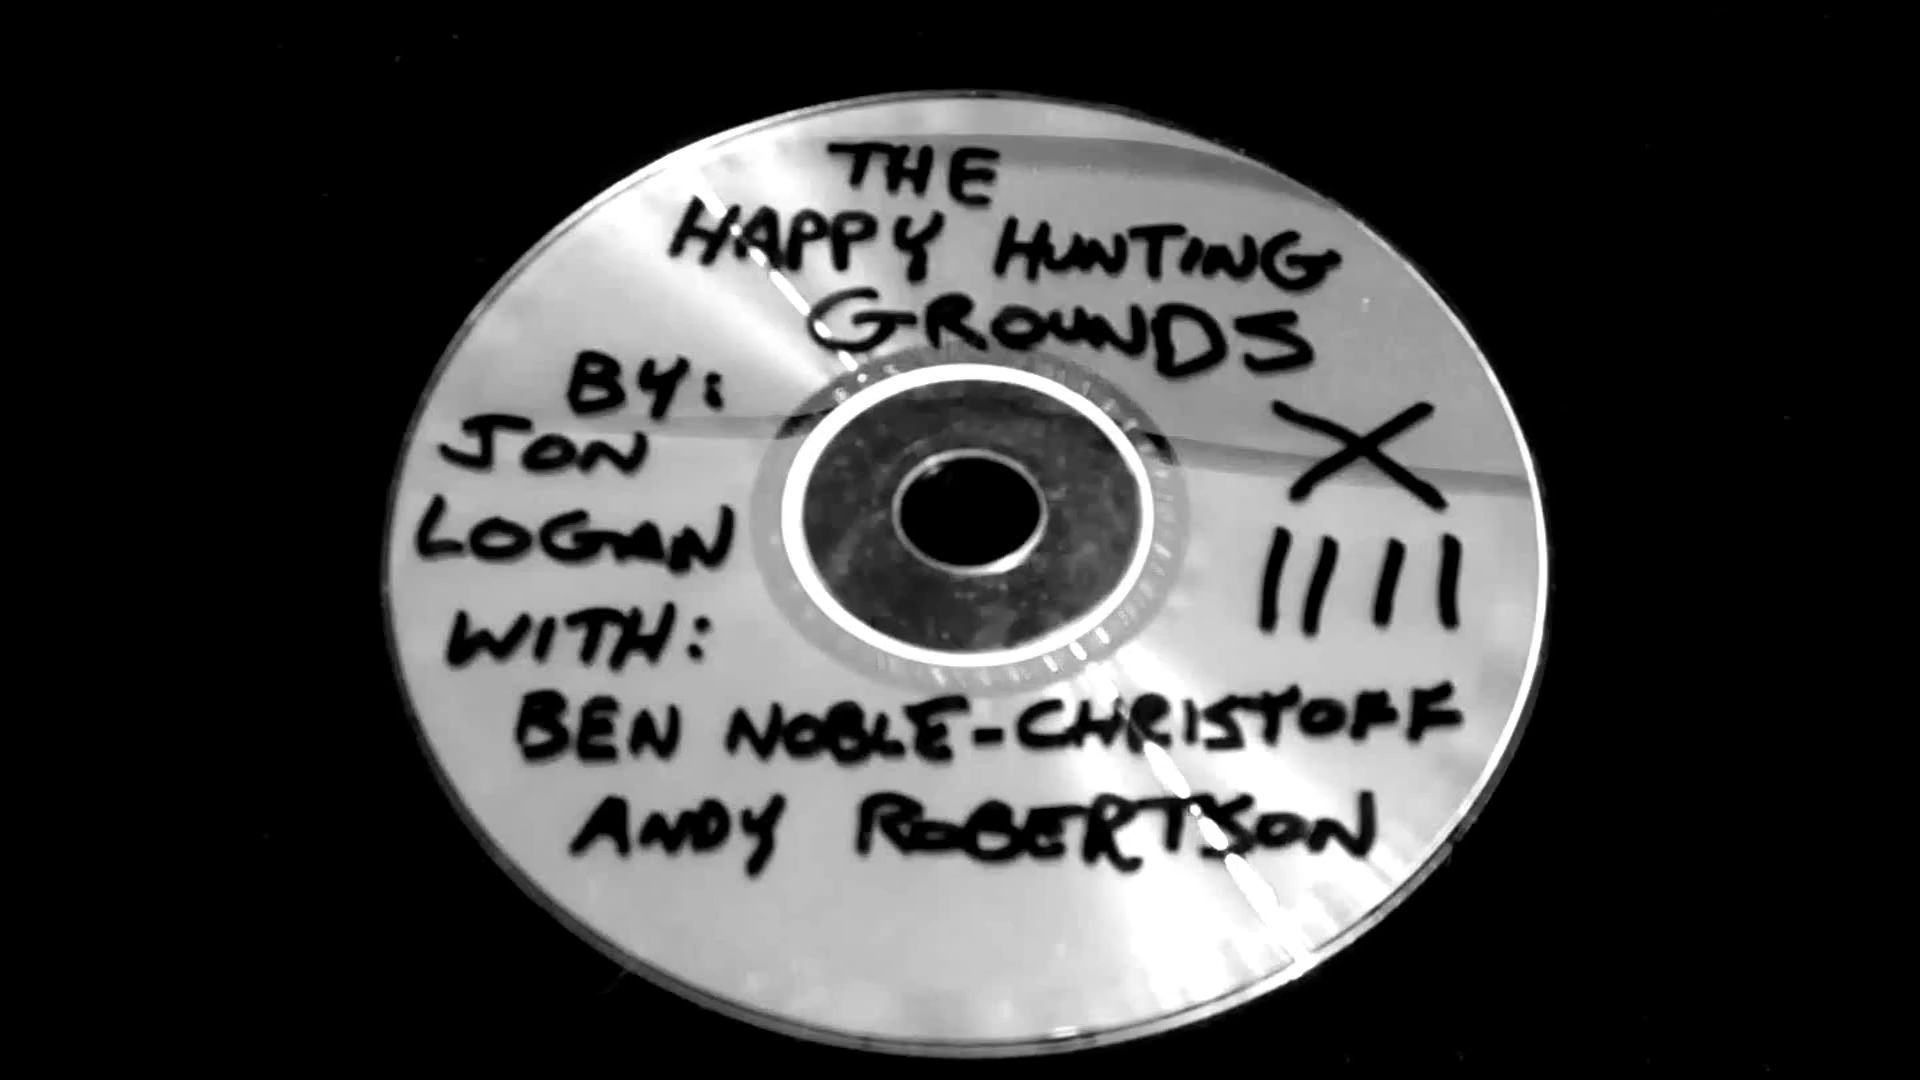 THE
HAPPY HUNTING
GROUNDS
BY:
JON
LOGAN
WITH:
X
IIII
BEN NOBLE-CHRISTOFF
ANDY ROBERTSON